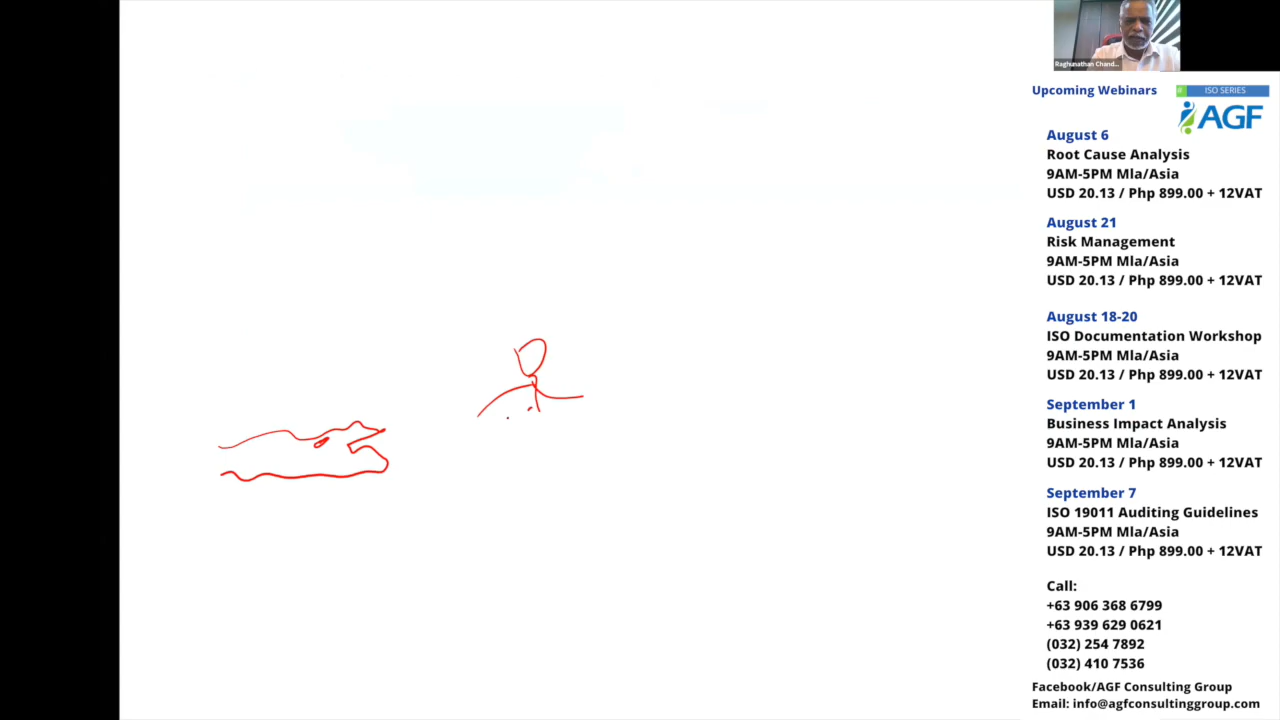 Raghunathan Chand...
Upcoming Webinars
ISO SERIES
AGF
August 6
Root Cause Analysis
9AM-5PM Mla/Asia
USD 20.13 / Php 899.00 + 12VAT
August 21
Risk Management
9AM-5PM Mla/Asia
USD 20.13 / Php 899.00 + 12VAT
August 18-20
ISO Documentation Workshop
9AM-5PM Mla/Asia
USD 20.13 / Php 899.00 + 12VAT
September 1
Business Impact Analysis
9AM-5PM Mla/Asia
USD 20.13 / Php 899.00 + 12VAT
September 7
ISO 19011 Auditing Guidelines
9AM-5PM Mla/Asia
USD 20.13 / Php 899.00 + 12VAT
Call:
+63 906 368 6799
+63 939 629 0621
(032) 254 7892
(032) 410 7536
Facebook/AGF Consulting Group
Email: info@agfconsultinggroup.com